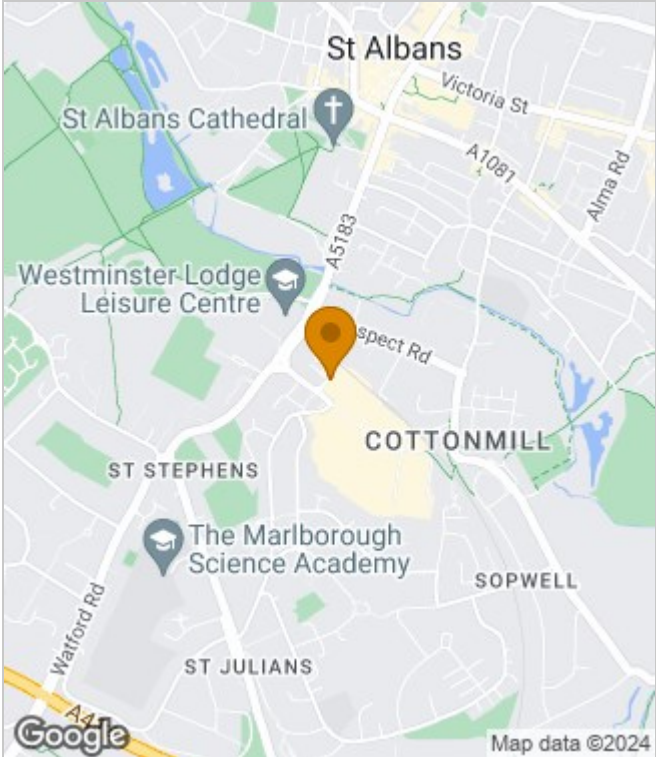 St Albans
Victoria St
St Albans Cathedral
A1081
Alma Rd
A5183
Westminster Lodge
Leisure Centre
spect Rd
COTTONMILL
ST STEPHENS
The Marlborough
Science Academy
SOPWELL
Watford Rd
ST JULIANS
Google
Map data ©2024